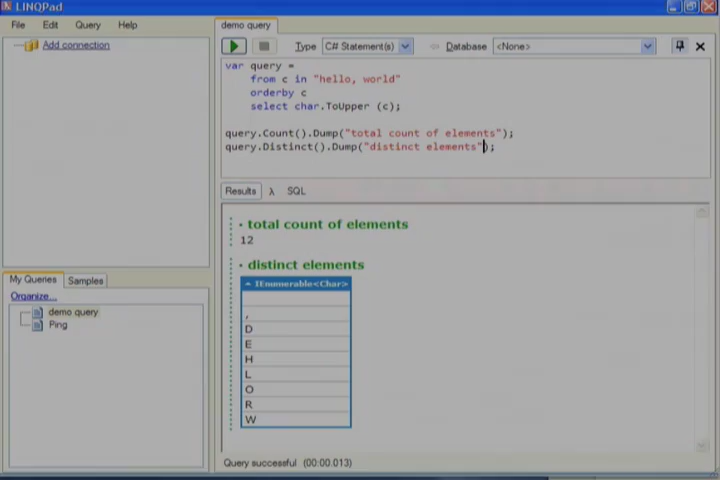 LINQPad
File Edit Query Help
Add connection
My Queries Samples
Organize...
demo query
Ping
demo query
Type C# Statement(s) Database <None>
var query =
from c in "hello, world"
orderby c
select char.ToUpper (c);
query.Count().Dump("total count of elements");
query.Distinct().Dump("distinct elements");
Results λ SQL
total count of elements
12
distinct elements
IEnumerable<Char>
,
D
E
H
L
O
R
W
Query successful (00:00.013)